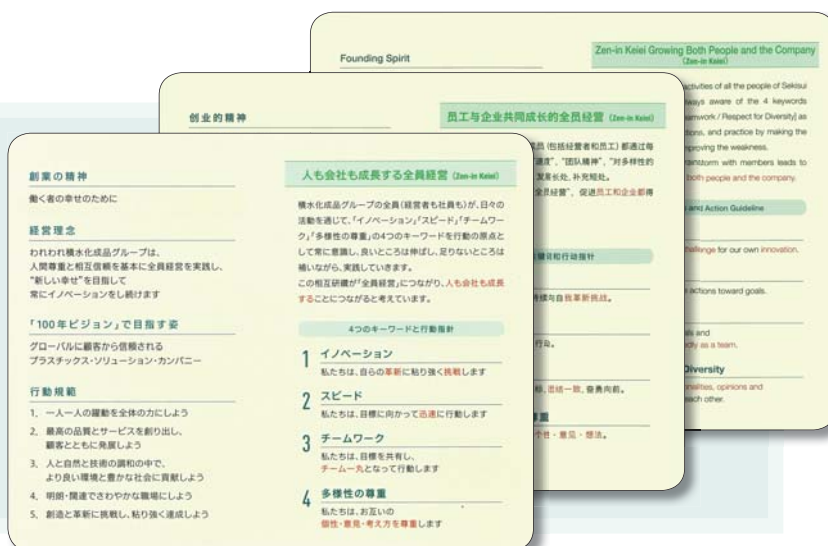 Founding Spirit
Zen-in Keiei Growing Both People and the Company
(Zen-in Keiei)
activities of all the people of Sekisui
ways aware of the 4 keywords
amwork / Respect for Diversity] as
tions, and practice by making the
mproving the weakness.
rainstorm with members leads to
both people and the company.
and Action Guideline
challenge for our own innovation.
actions toward goals.
als and
as a team.
Diversity
nalities, opinions and
each other.
创业的精神
员工与企业共同成长的全员经营 (Zen-in Keiei)
成员(包括经营者和员工)都通过每
"速度"、"团队精神"、"对多样性的
发展长处、补充短处。
全员经营"、促进员工和企业都得
键词和行动指针
持续向自我革新挑战。
行动。
标,团结一致、奋勇向前。
尊重
个性・意见・想法。
創業の精神
働く者の幸せのために
経営理念
われわれ積水化成品グループは、
人間尊重と相互信頼を基本に全員経営を実践し、
"新しい幸せ"を目指して
常にイノベーションをし続けます
「100年ビジョン」で目指す姿
グローバルに顧客から信頼される
プラスチックス・ソリューション・カンパニー
行動規範
1. 一人一人の躍動を全体の力にしよう
2. 最高の品質とサービスを創り出し、
顧客とともに発展しよう
3. 人と自然と技術の調和の中で、
より良い環境と豊かな社会に貢献しよう
4. 明朗・闊達でさわやかな職場にしよう
5. 創造と革新に挑戦し、粘り強く達成しよう
人も会社も成長する全員経営 (Zen-in Keiei)
積水化成品グループの全員(経営者も社員も)が、日々の
活動を通じて、「イノベーション」「スピード」「チームワー
ク」「多様性の尊重」の4つのキーワードを行動の原点と
して常に意識し、良いところは伸ばし、足りないところは
補いながら、実践していきます。
この相互研鑽が「全員経営」につながり、人も会社も成長
することにつながると考えています。
4つのキーワードと行動指針
1 イノベーション
私たちは、自らの革新に粘り強く挑戦します
2 スピード
私たちは、目標に向かって迅速に行動します
3 チームワーク
私たちは、目標を共有し、
チーム一丸となって行動します
4 多様性の尊重
私たちは、お互いの
個性・意見・考え方を尊重します